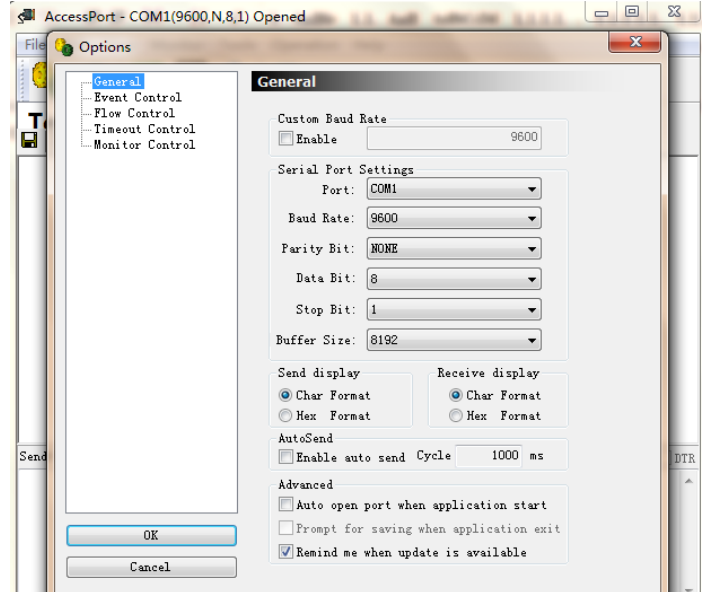 AccessPort - COM1(9600,N,8,1) Opened
File
Options
General
Event Control
Flow Control
Timeout Control
Monitor Control
General
Custom Baud Rate
Enable 9600
Serial Port Settings
Port: COM1
Baud Rate: 9600
Parity Bit: NONE
Data Bit: 8
Stop Bit: 1
Buffer Size: 8192
Send display Receive display
Char Format Char Format
Hex Format Hex Format
AutoSend
Enable auto send Cycle 1000 ms
Send DTR
Advanced
Auto open port when application start
Prompt for saving when application exit
Remind me when update is available
OK
Cancel